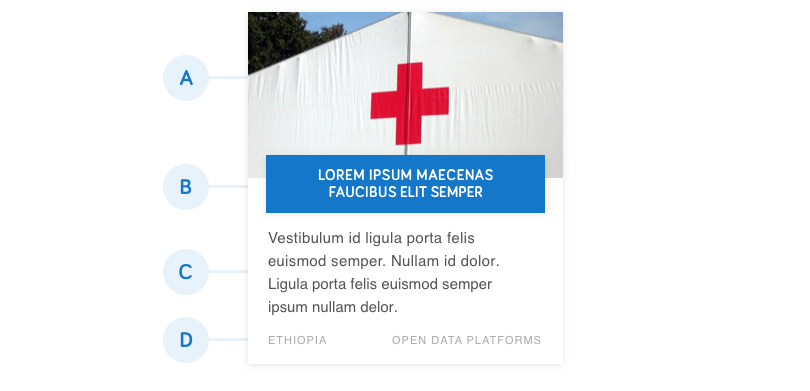 A
B
LOREM IPSUM MAECENAS
FAUCIBUS ELIT SEMPER
C
Vestibulum id ligula porta felis
euismod semper. Nullam id dolor.
Ligula porta felis euismod semper
ipsum nullam delor.
D
ETHIOPIA OPEN DATA PLATFORMS